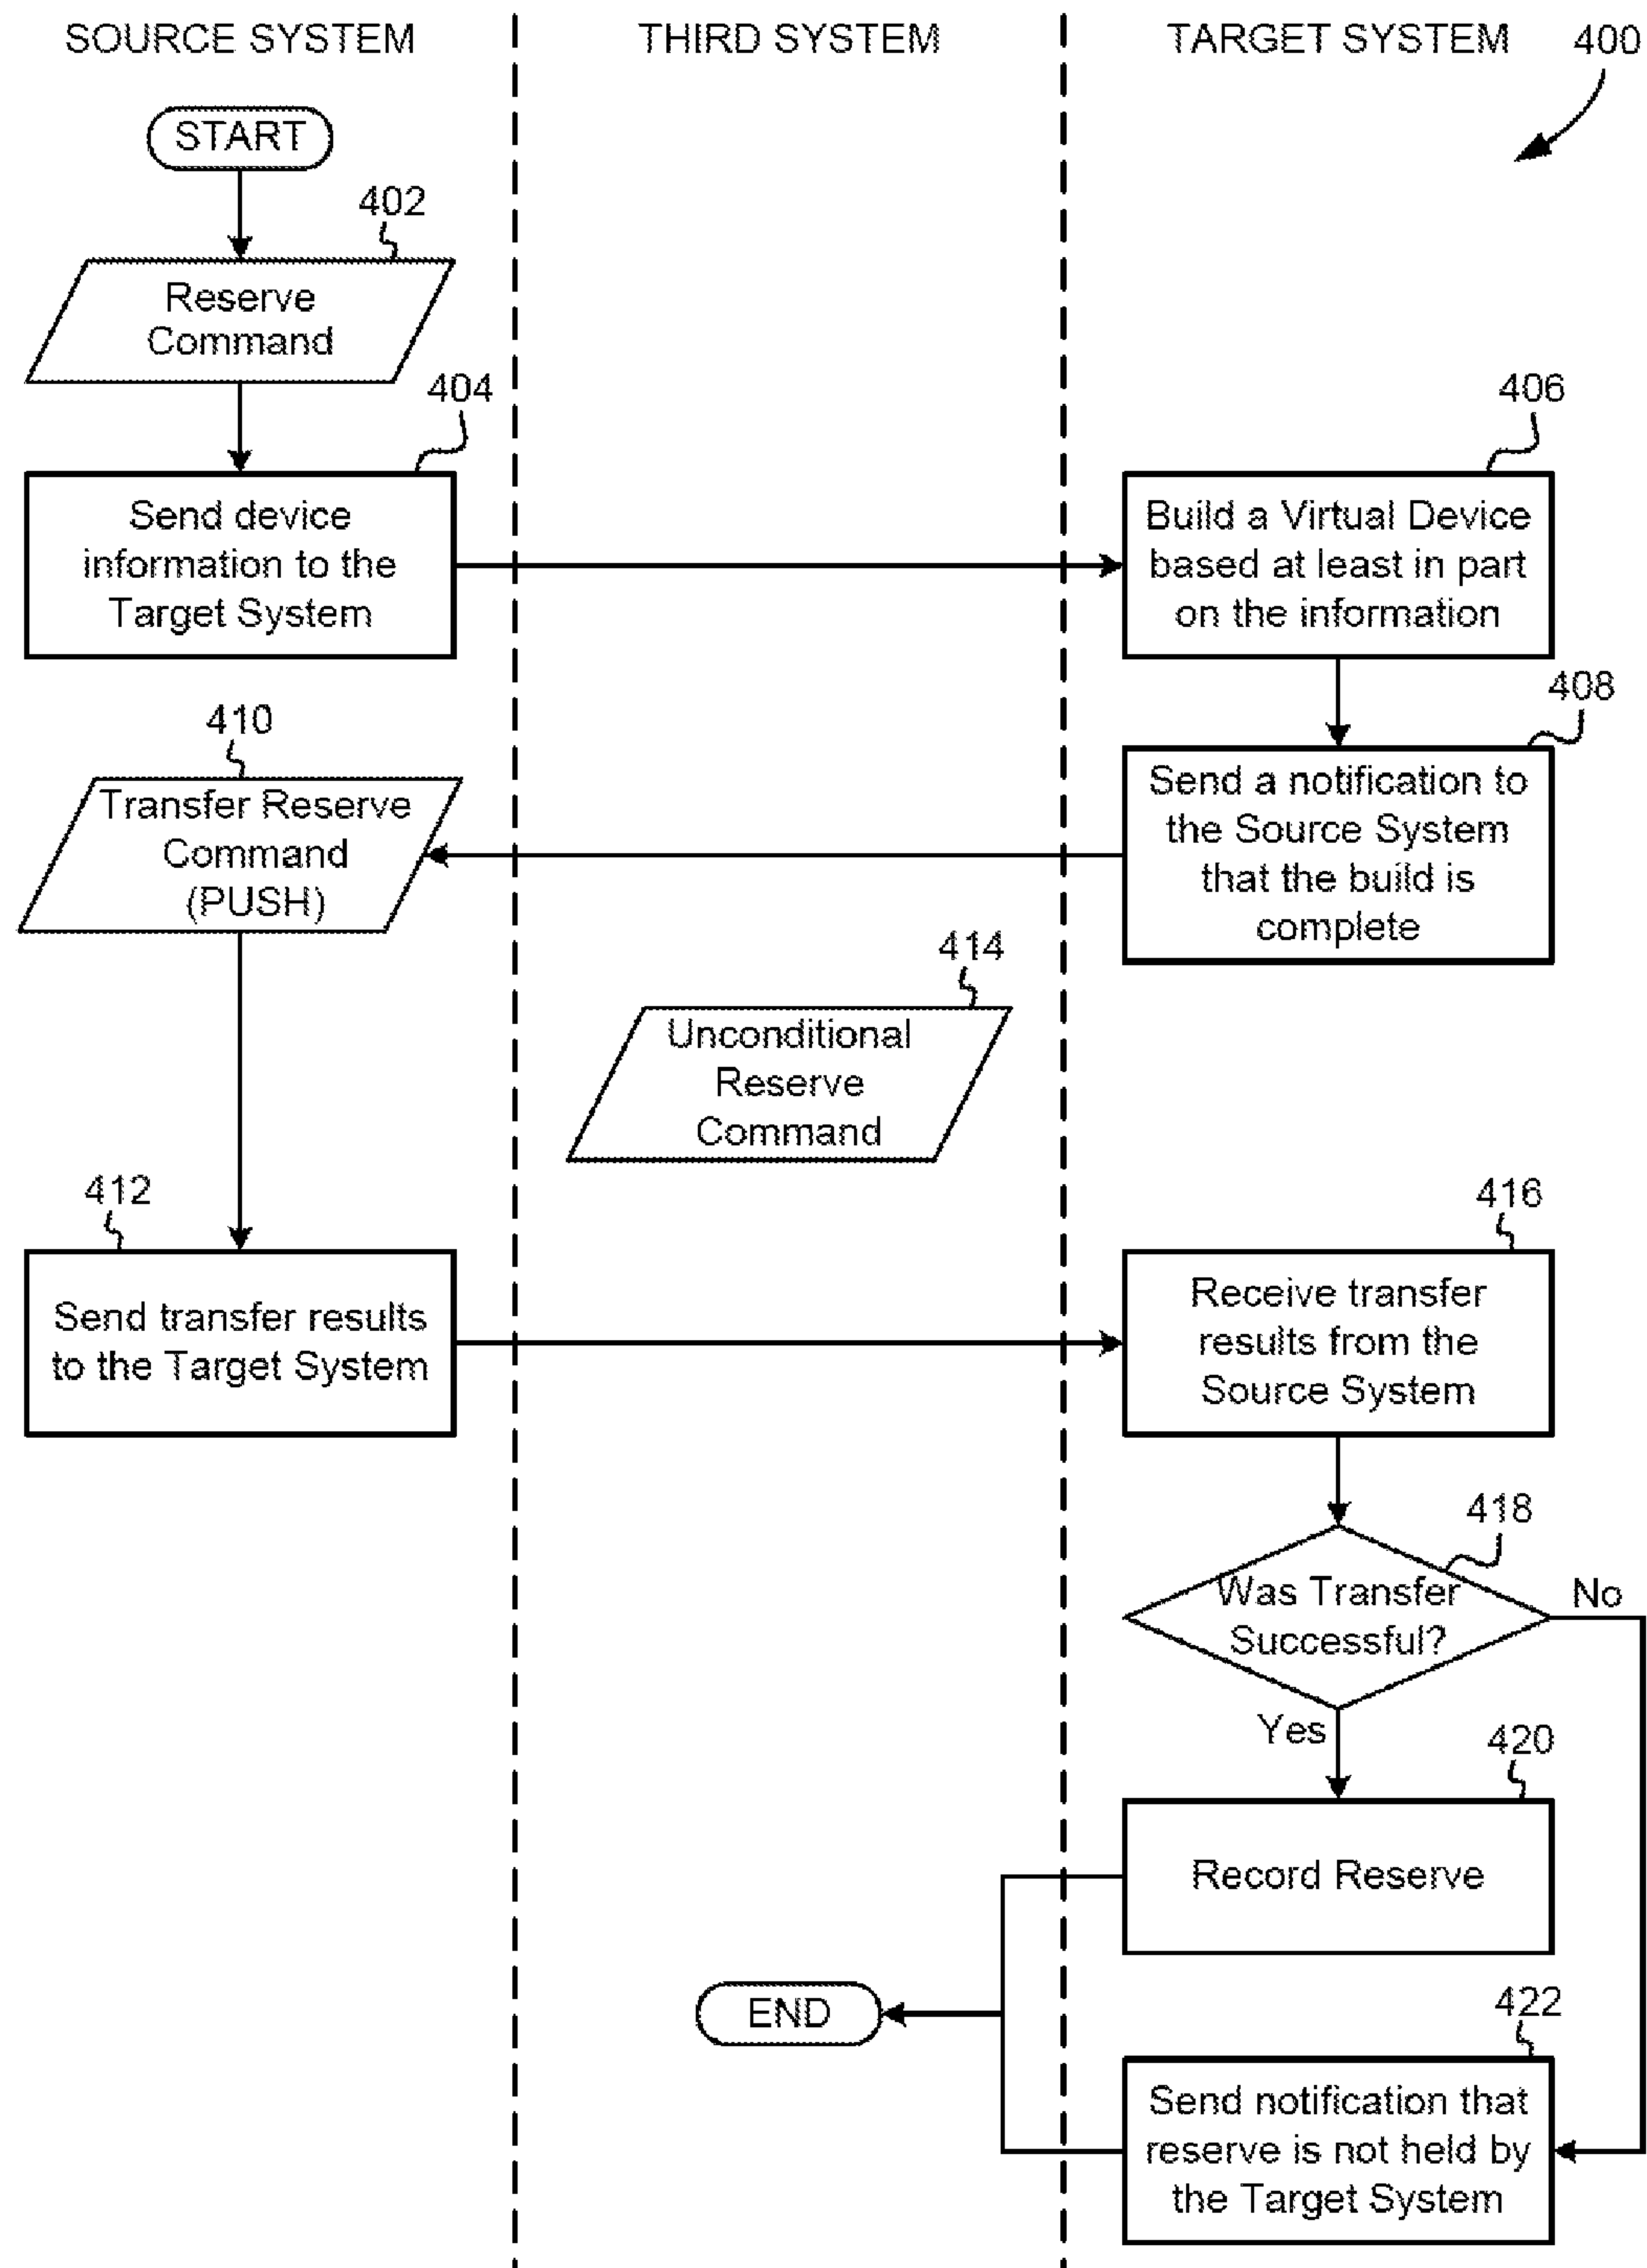 SOURCE SYSTEM
THIRD SYSTEM
TARGET SYSTEM
400
START
402
Reserve
Command
404
Send device
information to the
Target System
406
Build a Virtual Device
based at least in part
on the information
408
Send a notification to
the Source System
that the build is
complete
410
Transfer Reserve
Command
(PUSH)
414
Unconditional
Reserve
Command
412
Send transfer results
to the Target System
416
Receive transfer
results from the
Source System
418
Was Transfer
Successful?
No
Yes
420
Record Reserve
END
422
Send notification that
reserve is not held by
the Target System